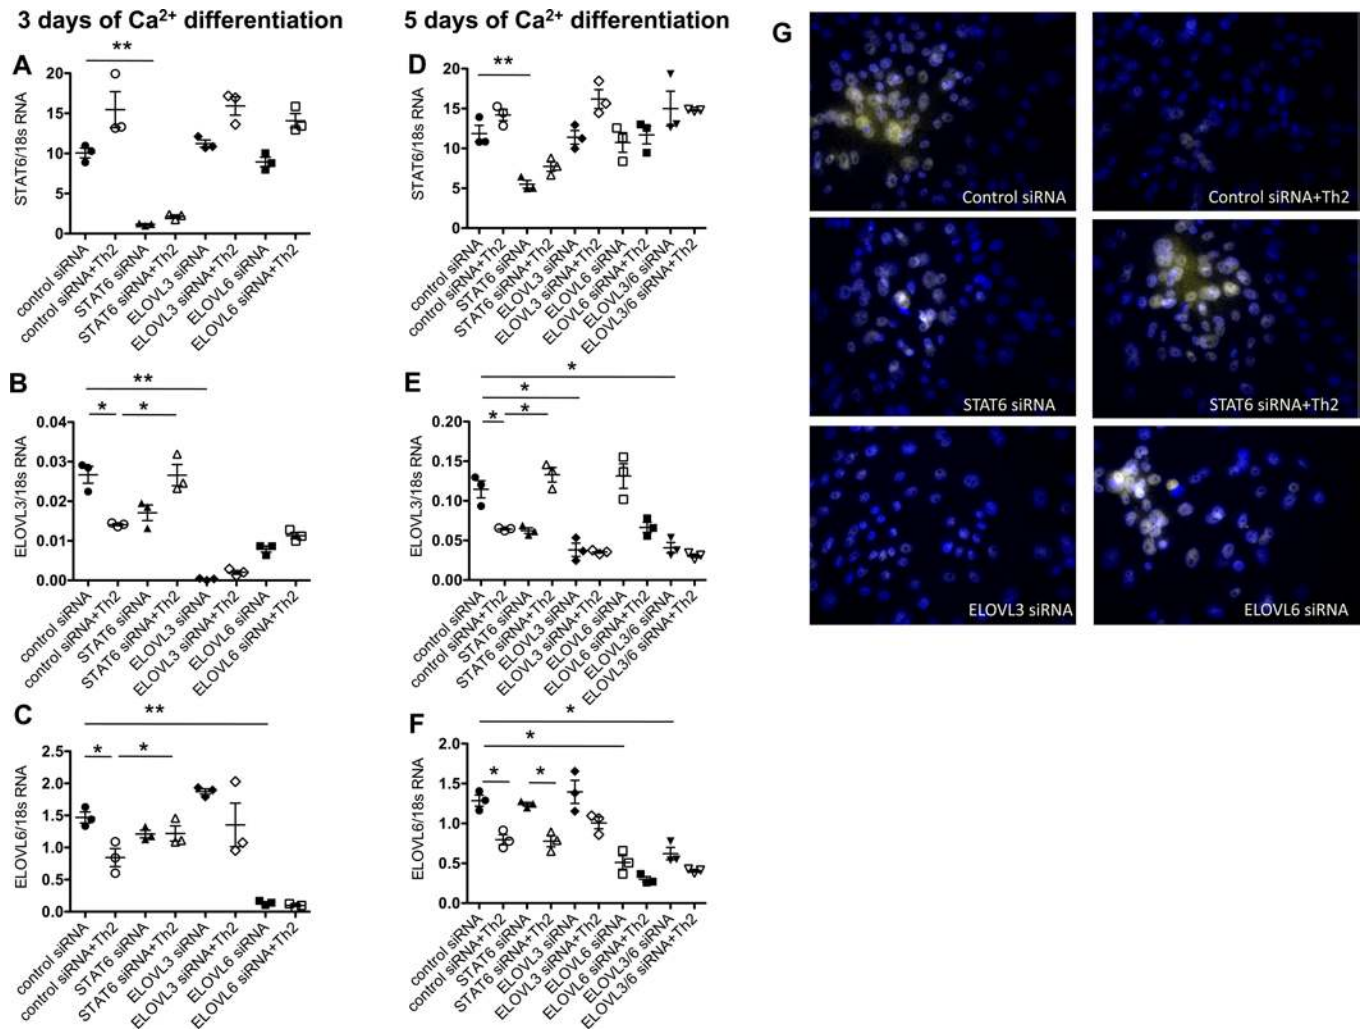 3 days of Ca2+ differentiation
5 days of Ca2+ differentiation
A
**
STAT6/18s RNA
20
15
10
5
0
control siRNA
control siRNA+Th2
STAT6 siRNA
STAT6 siRNA+Th2
ELOVL3 siRNA
ELOVL3 siRNA+Th2
ELOVL6 siRNA
ELOVL6 siRNA+Th2
B
**
*
*
ELOVL3/18s RNA
0.04
0.03
0.02
0.01
0.00
control siRNA
control siRNA+Th2
STAT6 siRNA
STAT6 siRNA+Th2
ELOVL3 siRNA
ELOVL3 siRNA+Th2
ELOVL6 siRNA
ELOVL6 siRNA+Th2
C
**
*
*
ELOVL6/18s RNA
2.5
2.0
1.5
1.0
0.5
0.0
control siRNA
control siRNA+Th2
STAT6 siRNA
STAT6 siRNA+Th2
ELOVL3 siRNA
ELOVL3 siRNA+Th2
ELOVL6 siRNA
ELOVL6 siRNA+Th2
D
**
STAT6/18s RNA
20
15
10
5
0
control siRNA
control siRNA+Th2
STAT6 siRNA
STAT6 siRNA+Th2
ELOVL3 siRNA
ELOVL3 siRNA+Th2
ELOVL6 siRNA
ELOVL6 siRNA+Th2
ELOVL3/6 siRNA
ELOVL3/6 siRNA+Th2
E
*
*
*
*
ELOVL3/18s RNA
0.20
0.15
0.10
0.05
0.00
control siRNA
control siRNA+Th2
STAT6 siRNA
STAT6 siRNA+Th2
ELOVL3 siRNA
ELOVL3 siRNA+Th2
ELOVL6 siRNA
ELOVL6 siRNA+Th2
ELOVL3/6 siRNA
ELOVL3/6 siRNA+Th2
F
*
*
*
*
ELOVL6/18s RNA
2.0
1.5
1.0
0.5
0.0
control siRNA
control siRNA+Th2
STAT6 siRNA
STAT6 siRNA+Th2
ELOVL3 siRNA
ELOVL3 siRNA+Th2
ELOVL6 siRNA
ELOVL6 siRNA+Th2
ELOVL3/6 siRNA
ELOVL3/6 siRNA+Th2
G
Control siRNA
Control siRNA+Th2
STAT6 siRNA
STAT6 siRNA+Th2
ELOVL3 siRNA
ELOVL6 siRNA